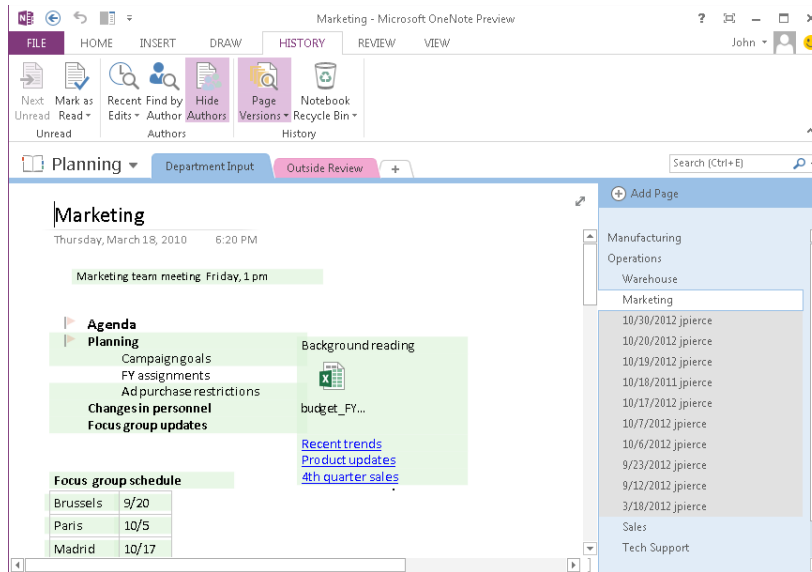 Marketing - Microsoft OneNote Preview
FILE HOME INSERT DRAW HISTORY REVIEW VIEW John
Next Unread
Mark as Read
Recent Edits
Find by Author
Hide Authors
Page Versions
Notebook Recycle Bin
Unread Authors History
Planning Department Input Outside Review + Search (Ctrl+E)
Add Page
Marketing
Thursday, March 18, 2010 6:20 PM
Marketing team meeting Friday, 1 pm
Agenda
Planning
Campaign goals
FY assignments
Ad purchase restrictions
Changes in personnel
Focus group updates
Background reading
budget_FY...
Recent trends
Product updates
4th quarter sales
Focus group schedule
Brussels 9/20
Paris 10/5
Madrid 10/17
Manufacturing
Operations
Warehouse
Marketing
10/30/2012 jpierce
10/20/2012 jpierce
10/19/2012 jpierce
10/18/2011 jpierce
10/17/2012 jpierce
10/7/2012 jpierce
10/6/2012 jpierce
9/23/2012 jpierce
9/12/2012 jpierce
3/18/2012 jpierce
Sales
Tech Support